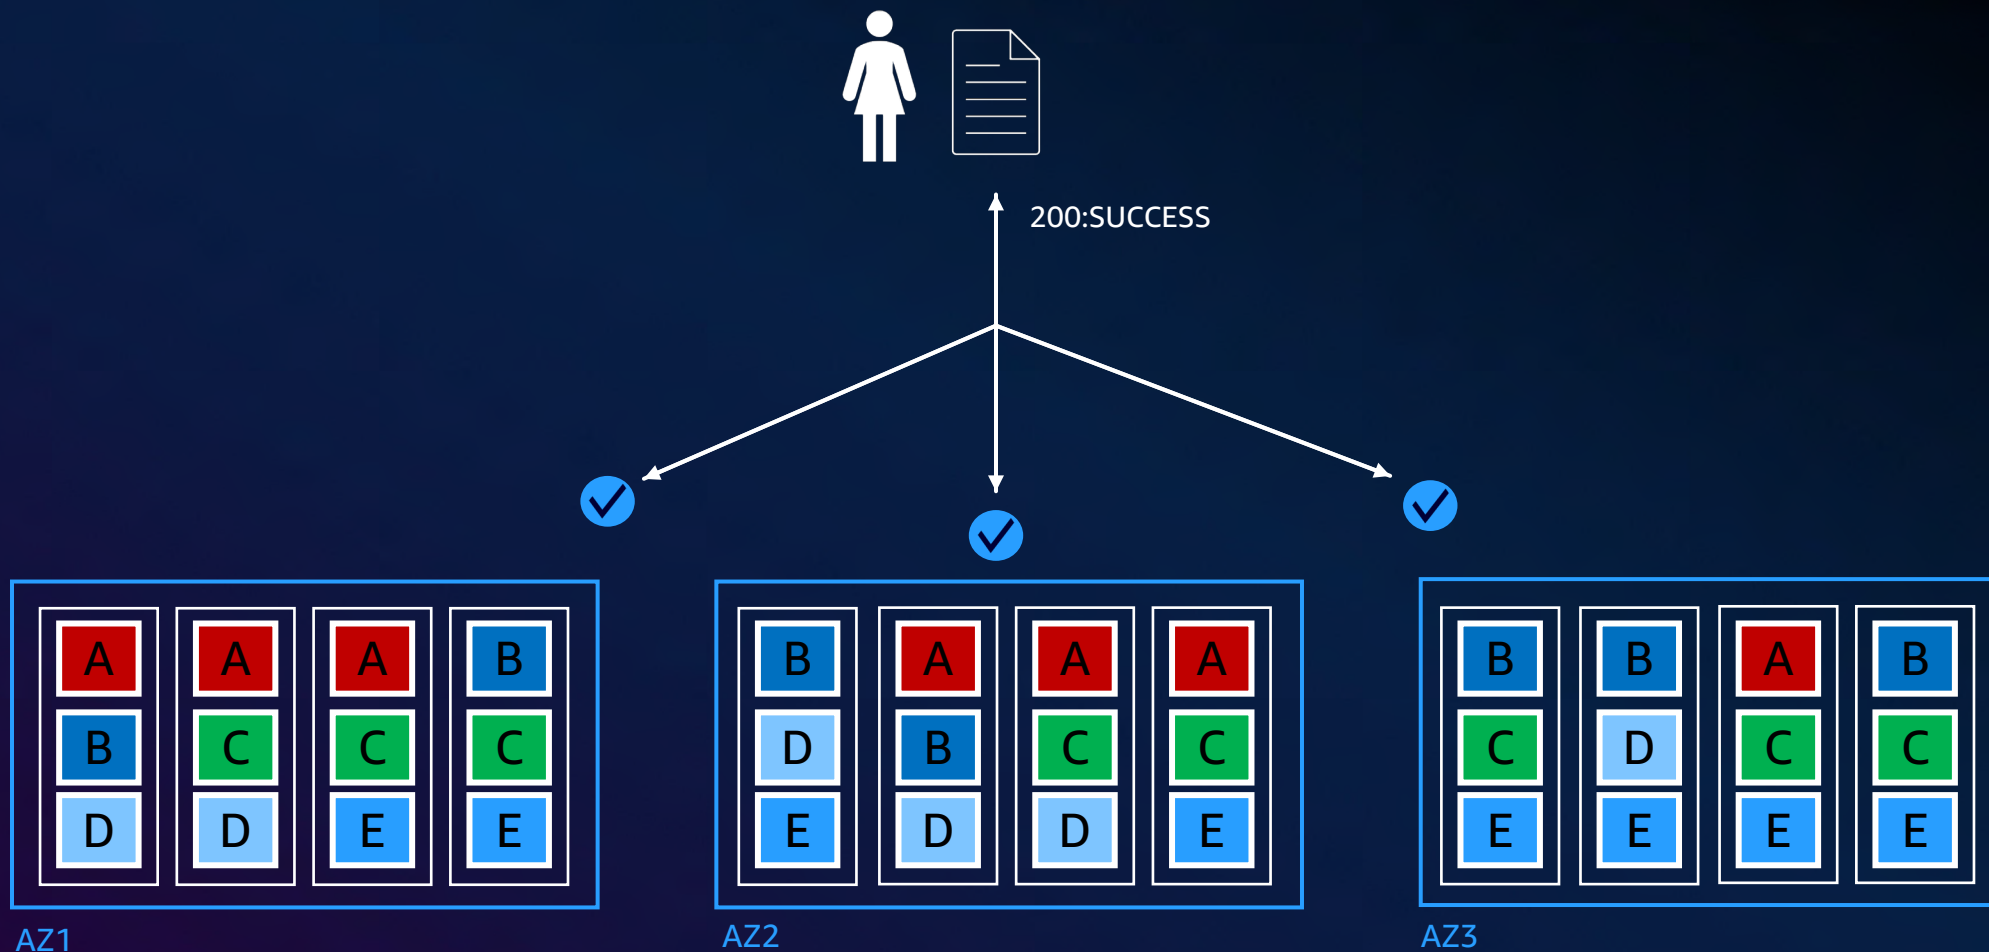 200:SUCCESS
A A A B B A A A B B A B
B C C C D B C C C D C C
D D E E E D D E E E E E
AZ1 AZ2 AZ3